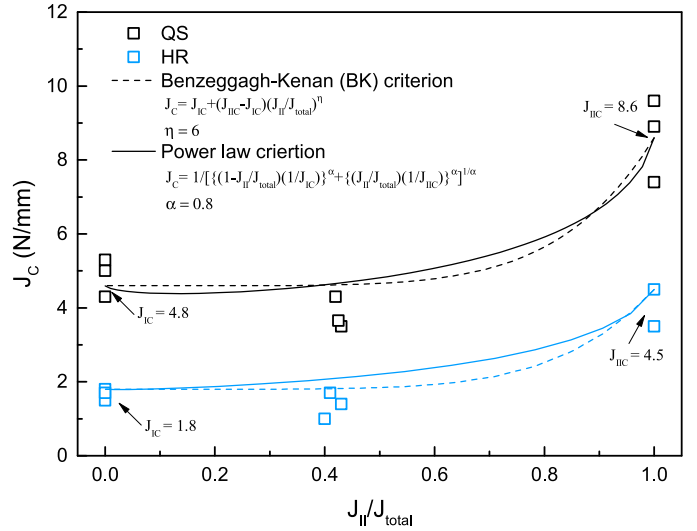 12
10
8
6
4
2
0
J_C (N/mm)
QS
HR
Benzeggagh-Kenan (BK) criterion
J_C= J_IC+(J_IIC-J_IC)(J_II/J_total)^η
η = 6
Power law criertion
J_C= 1/[{(1-J_II/J_total)(1/J_IC)}^α+{(J_II/J_total)(1/J_IIC)}^α]^1/α
α = 0.8
J_IIC = 8.6
J_IC = 4.8
J_IIC = 4.5
J_IC = 1.8
0.0 0.2 0.4 0.6 0.8 1.0
J_II/J_total